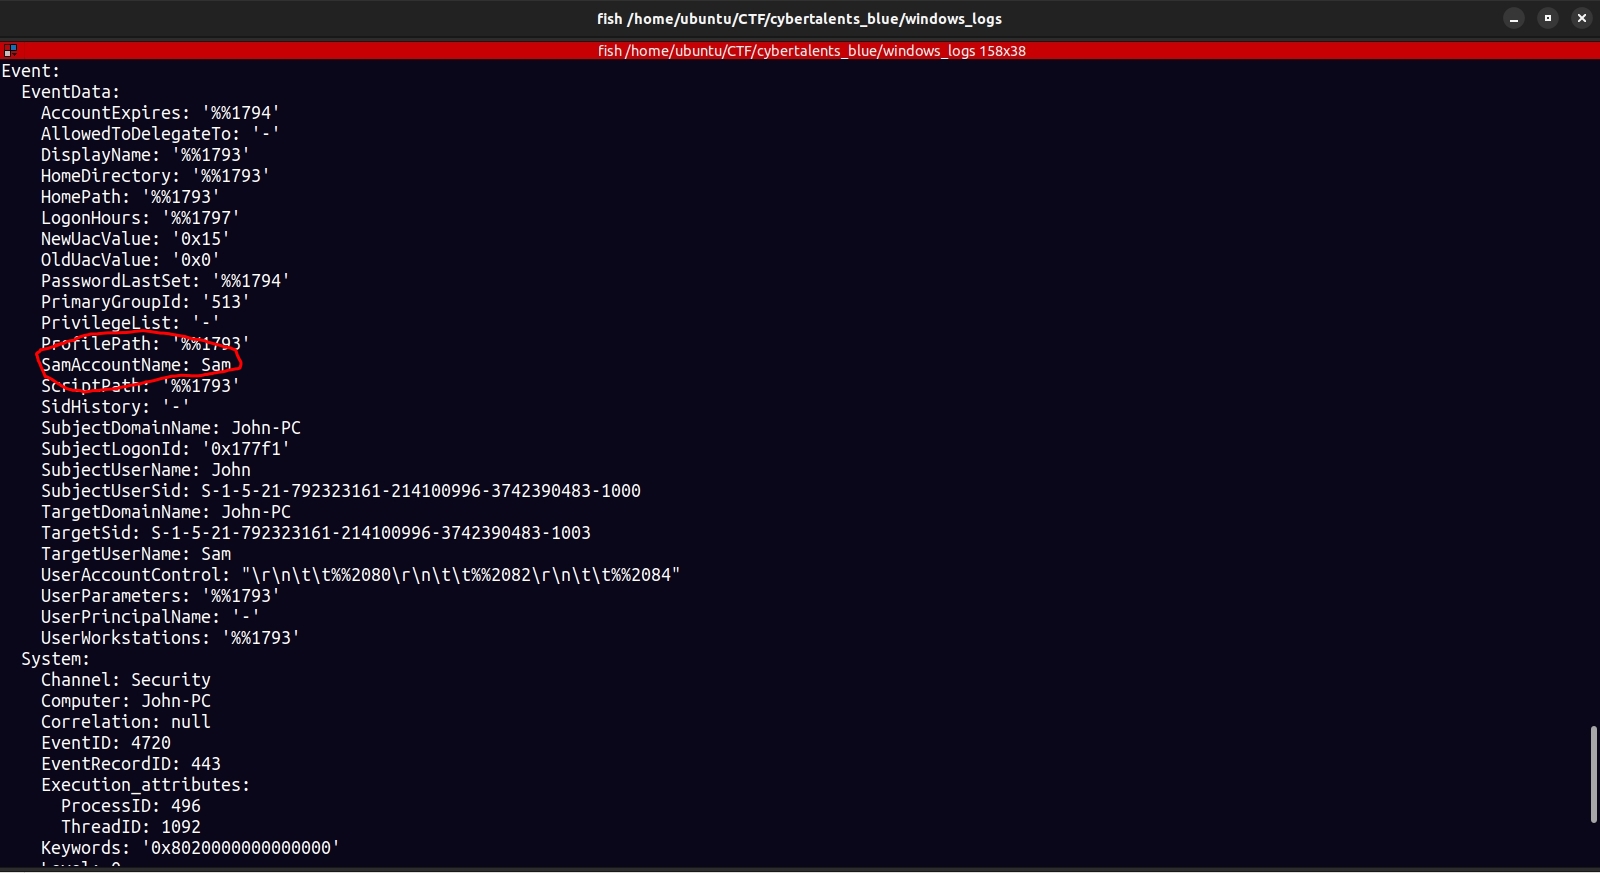 fish /home/ubuntu/CTF/cybertalents_blue/windows_logs
fish /home/ubuntu/CTF/cybertalents_blue/windows_logs 158x38
Event:
  EventData:
    AccountExpires: '%%1794'
    AllowedToDelegateTo: '-'
    DisplayName: '%%1793'
    HomeDirectory: '%%1793'
    HomePath: '%%1793'
    LogonHours: '%%1797'
    NewUacValue: '0x15'
    OldUacValue: '0x0'
    PasswordLastSet: '%%1794'
    PrimaryGroupId: '513'
    PrivilegeList: '-'
    ProfilePath: '%%1793'
    SamAccountName: Sam
    ScriptPath: '%%1793'
    SidHistory: '-'
    SubjectDomainName: John-PC
    SubjectLogonId: '0x177f1'
    SubjectUserName: John
    SubjectUserSid: S-1-5-21-792323161-214100996-3742390483-1000
    TargetDomainName: John-PC
    TargetSid: S-1-5-21-792323161-214100996-3742390483-1003
    TargetUserName: Sam
    UserAccountControl: "\r\n\t\t%%2080\r\n\t\t%%2082\r\n\t\t%%2084"
    UserParameters: '%%1793'
    UserPrincipalName: '-'
    UserWorkstations: '%%1793'
  System:
    Channel: Security
    Computer: John-PC
    Correlation: null
    EventID: 4720
    EventRecordID: 443
    Execution_attributes:
      ProcessID: 496
      ThreadID: 1092
    Keywords: '0x8020000000000000'
    Level: 0